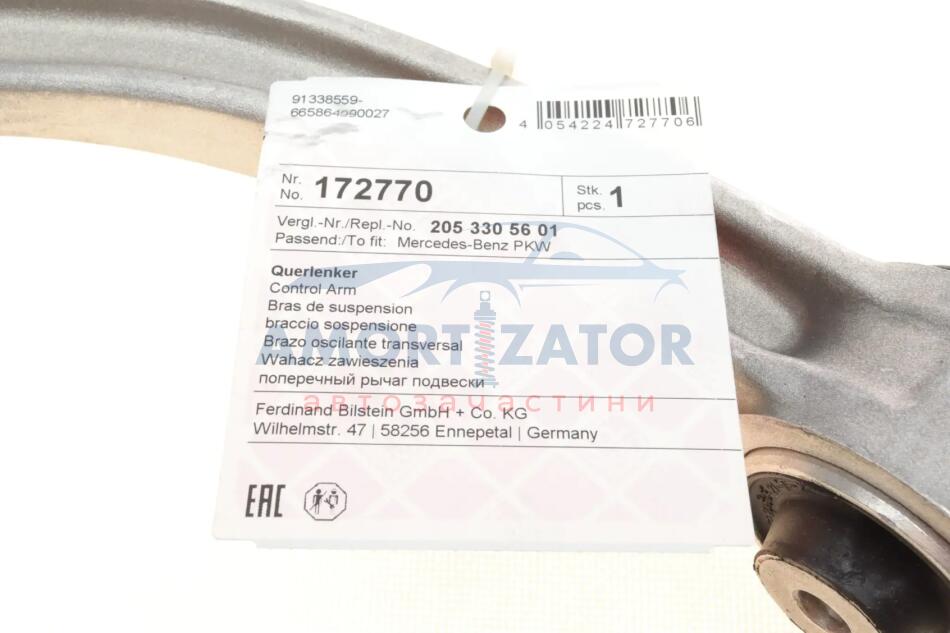 91338559-
665864990027
4 054224 727706
Nr.
No. 172770
Stk.
pcs. 1
Vergl.-Nr./Repl.-No. 205 330 56 01
Passend:/To fit: Mercedes-Benz PKW
Querlenker
Control Arm
Bras de suspension
braccio sospensione
Brazo oscilante transversal
Wahacz zawieszenia
поперечный рычаг подвески
AMORTIZATOR
автозапчастини
Ferdinand Bilstein GmbH + Co. KG
Wilhelmstr. 47 | 58256 Ennepetal | Germany
EAC